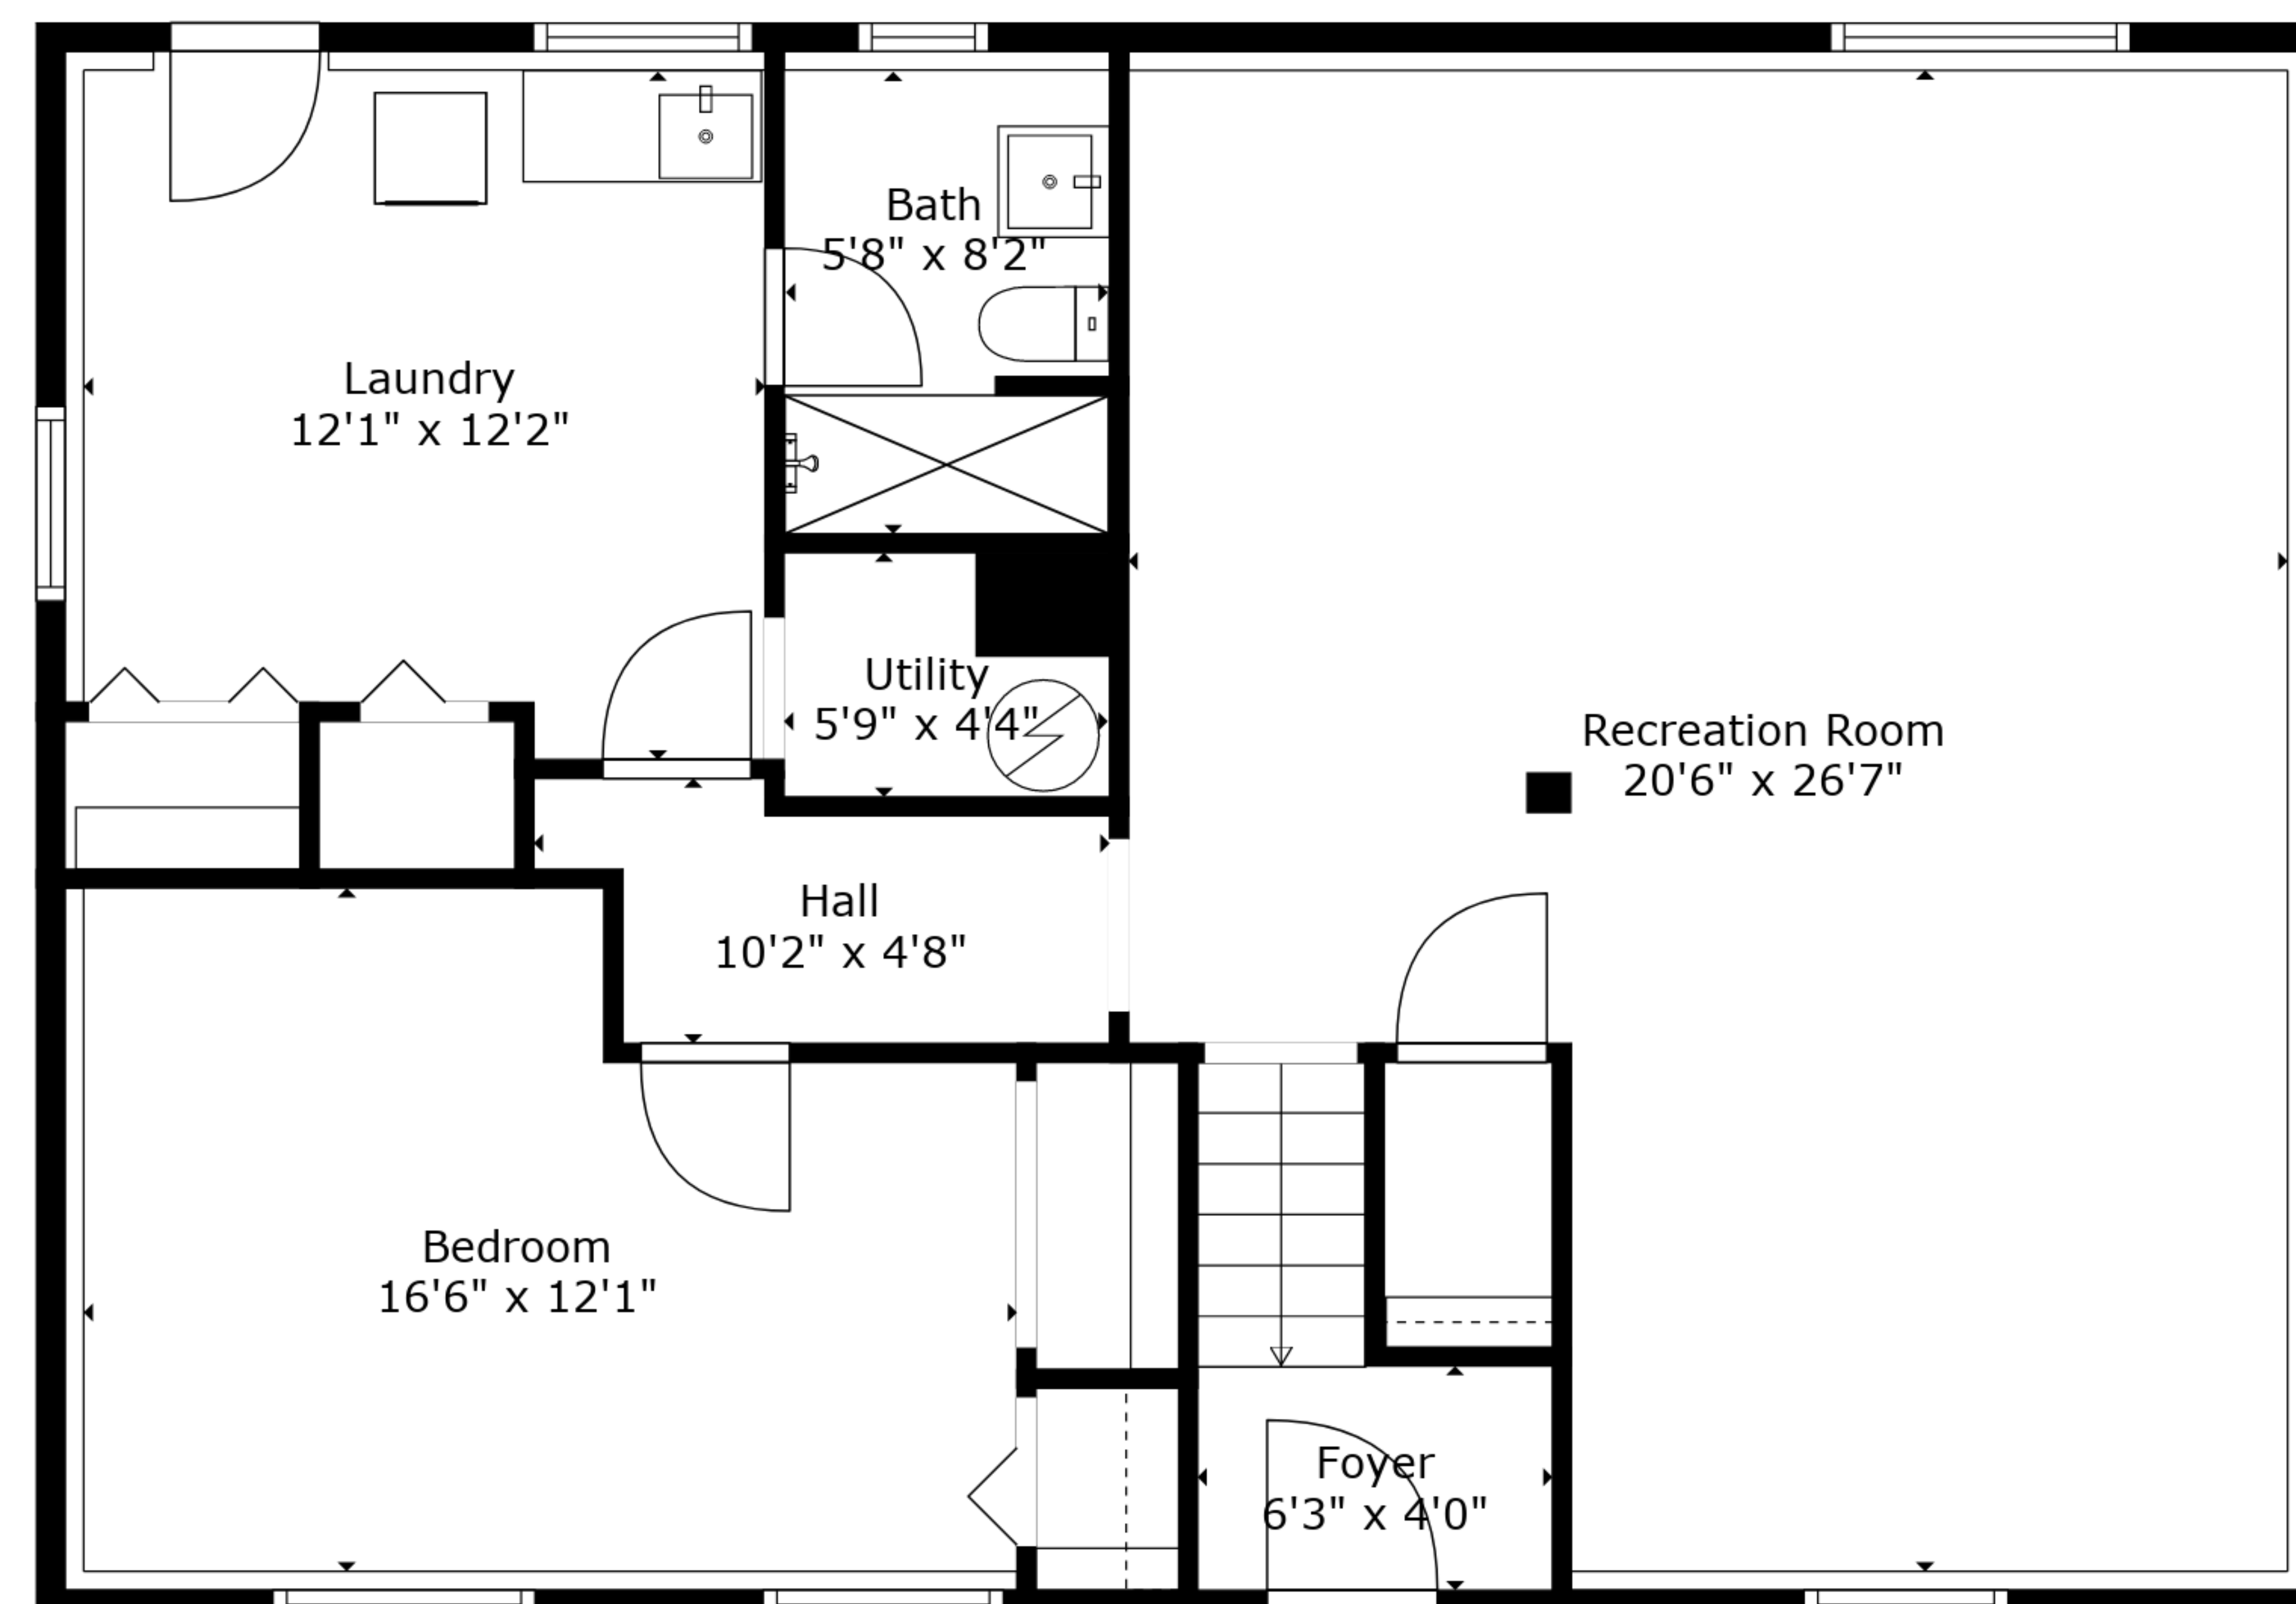 Bath
5'8" x 8'2"
Laundry
12'1" x 12'2"
Utility
5'9" x 4'4"
Recreation Room
20'6" x 26'7"
Hall
10'2" x 4'8"
Bedroom
16'6" x 12'1"
Foyer
6'3" x 4'0"